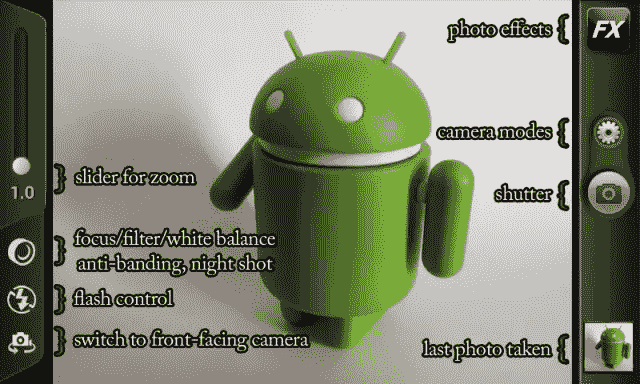 photo effects
FX
camera modes
slider for zoom
1.0
shutter
focus/filter/white balance
anti-banding, night shot
flash control
switch to front-facing camera
last photo taken